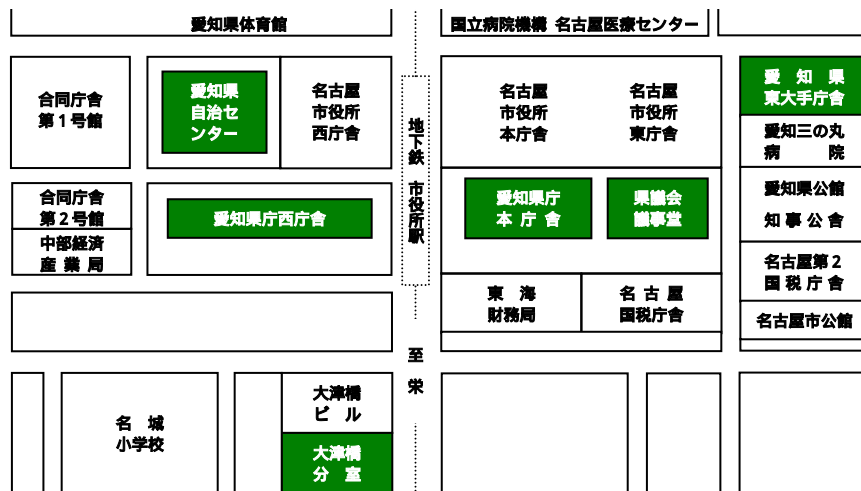 愛知県体育館
国立病院機構 名古屋医療センター
合同庁舎
第1号館
愛知県
自治セ
ンター
名古屋
市役所
西庁舎
地下鉄 市役所駅
名古屋
市役所
本庁舎
名古屋
市役所
東庁舎
愛知県
東大手庁舎
愛知三の丸
病院
合同庁舎
第2号館
中部経済
産業局
愛知県庁西庁舎
愛知県庁
本庁舎
県議会
議事堂
愛知県公館
知事公舎
名古屋第2
国税庁舎
東海
財務局
名古屋
国税庁舎
名古屋市公館
至栄
名城
小学校
大津橋
ビル
大津橋
分室